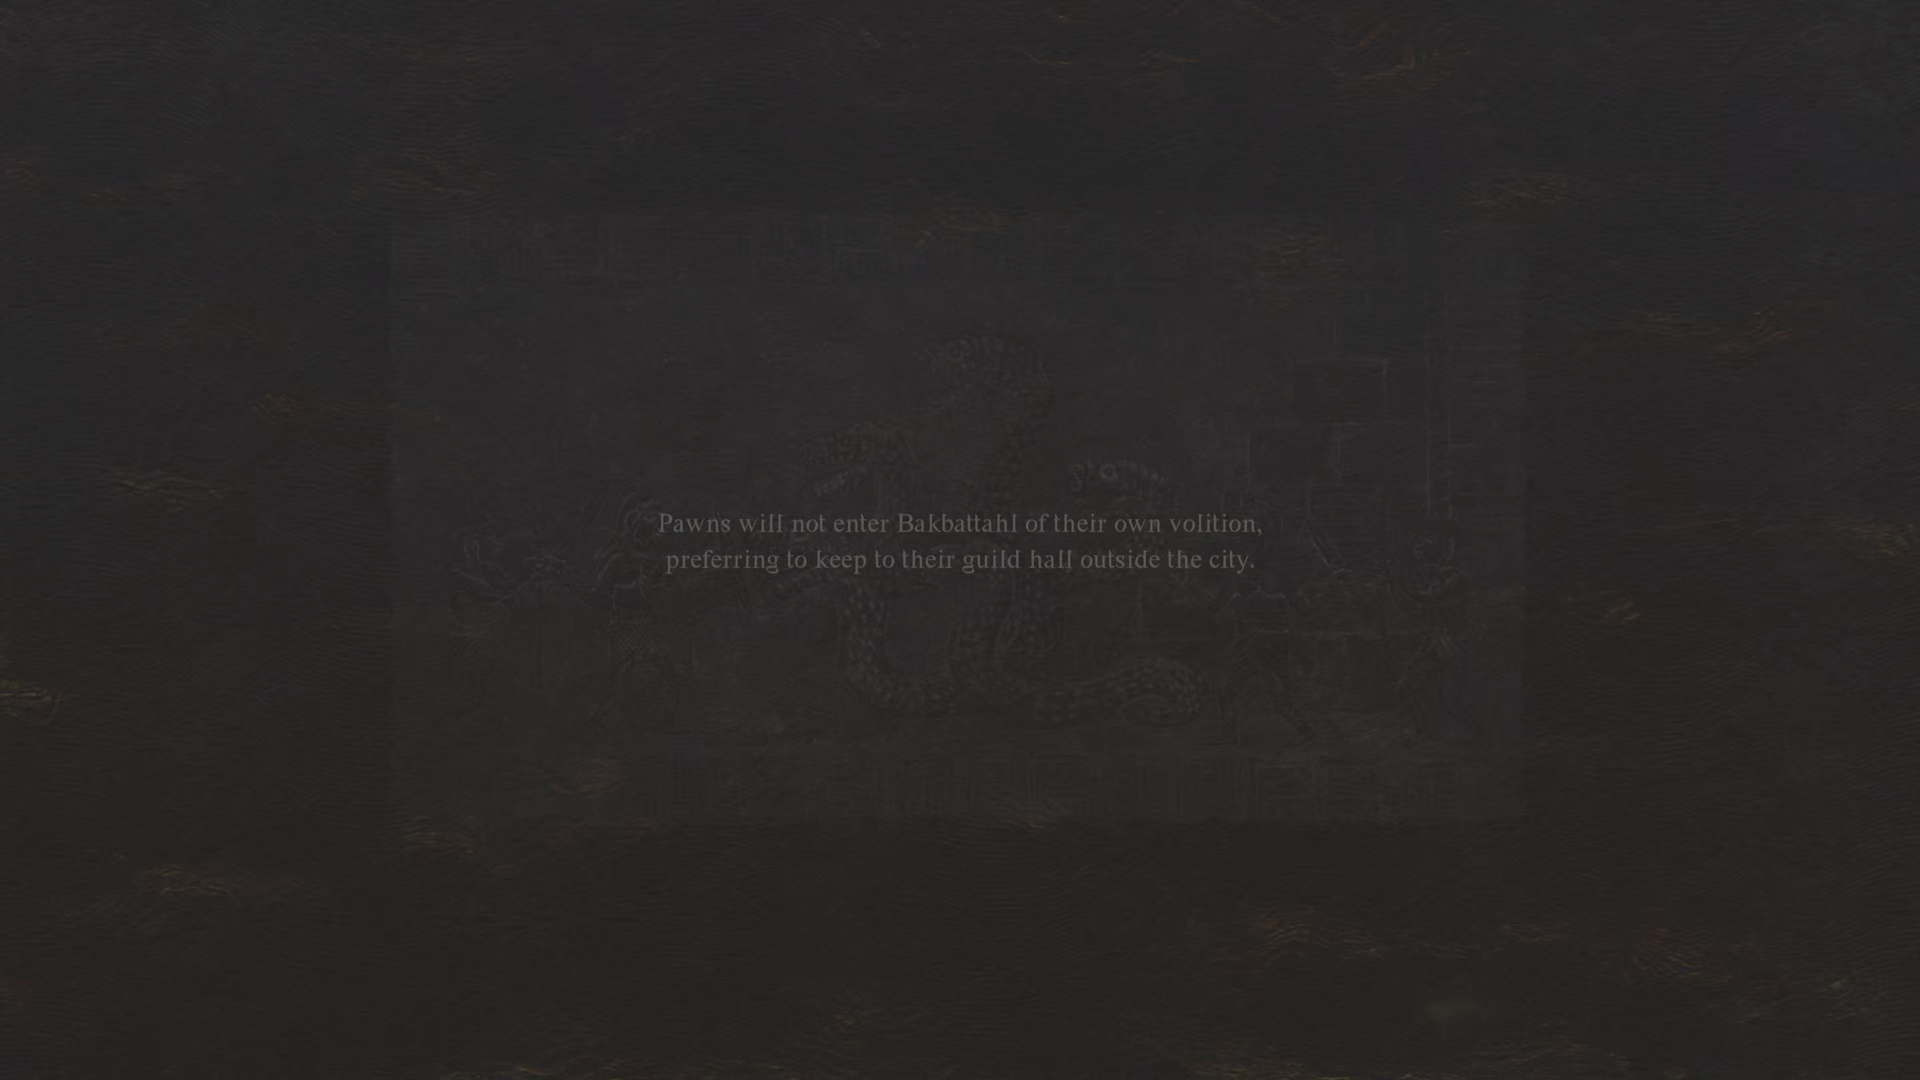 Pawns will not enter Bakbattahl of their own volition,
preferring to keep to their guild hall outside the city.